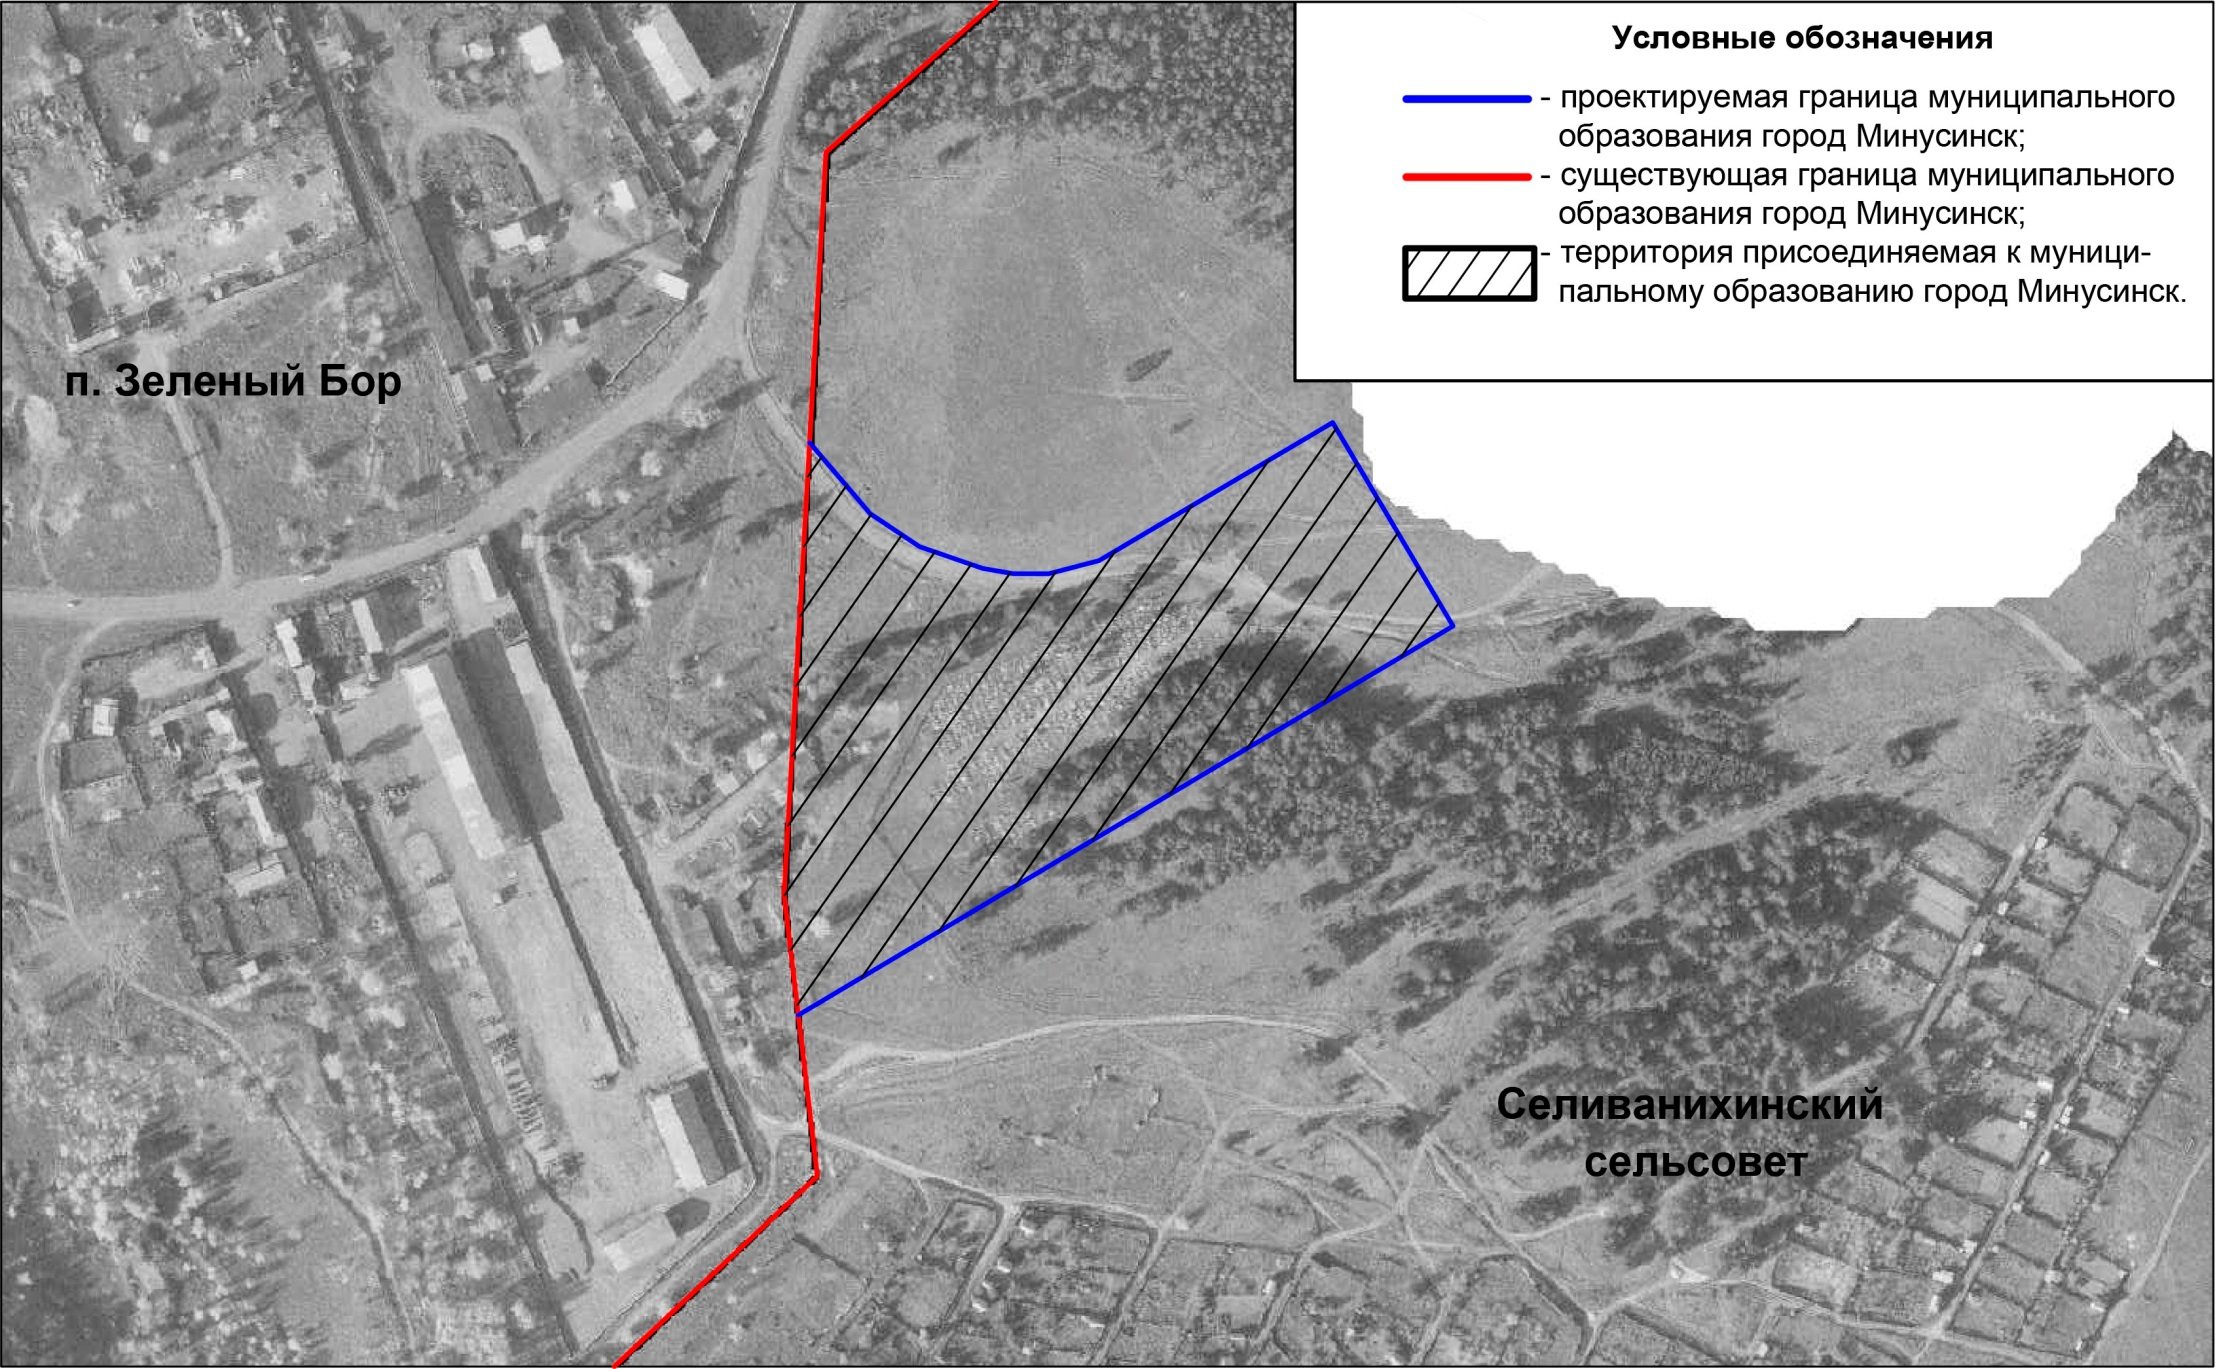 Условные обозначения
- проектируемая граница муниципального
образования город Минусинск;
- существующая граница муниципального
образования город Минусинск;
- территория присоединяемая к муници-
пальному образованию город Минусинск.
п. Зеленый Бор
Селиванихинский
сельсовет